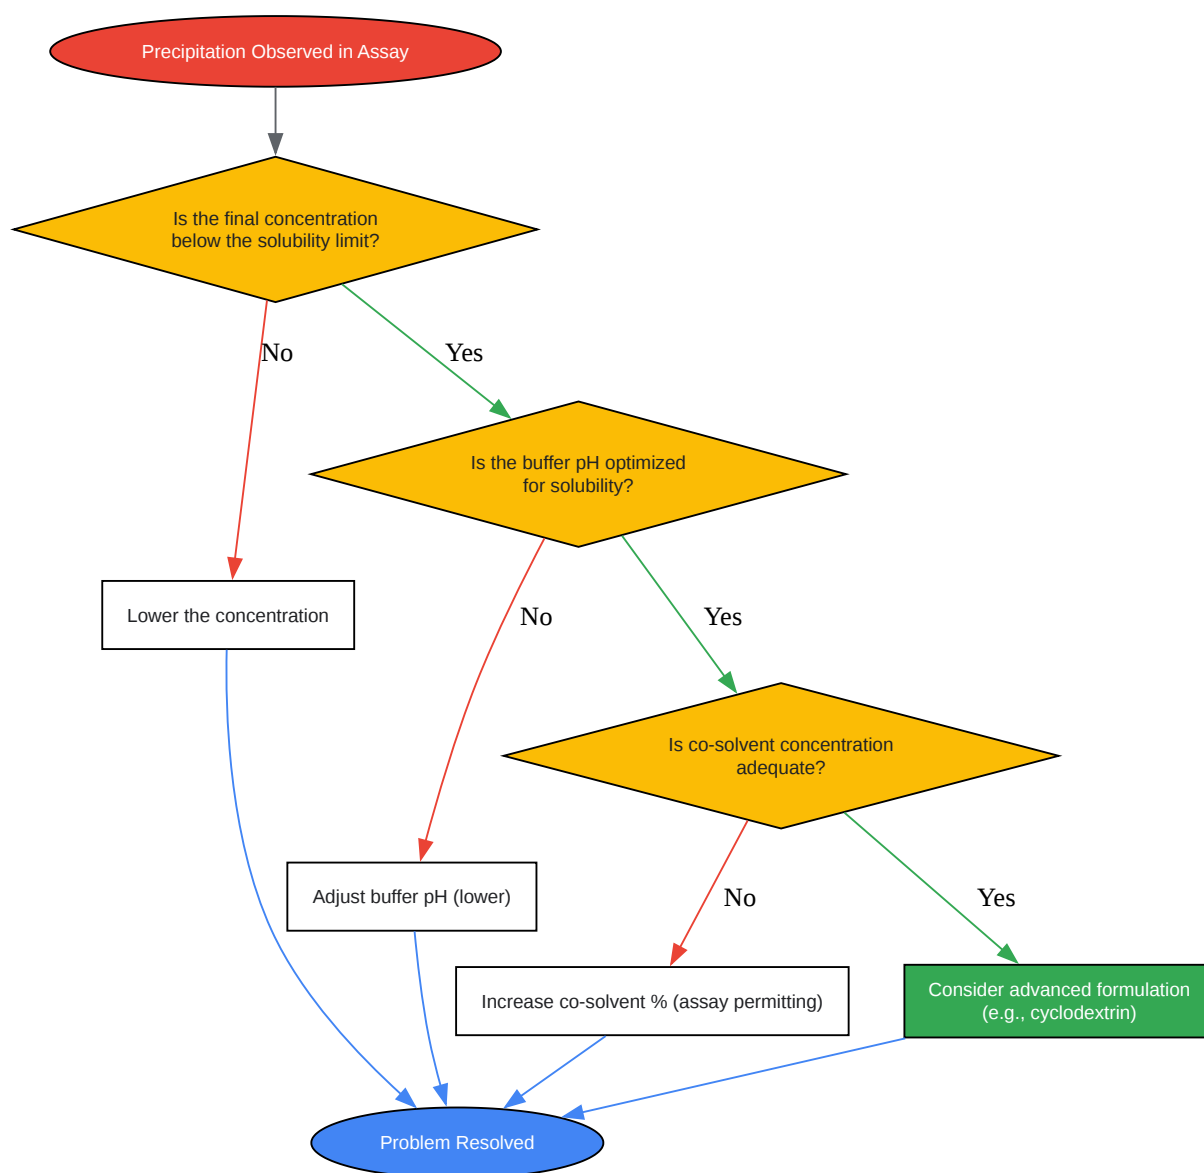 Precipitation Observed in Assay
Is the final concentration
below the solubility limit?
No
Yes
Is the buffer pH optimized
for solubility?
Lower the concentration
No
Yes
Is co-solvent concentration
adequate?
Adjust buffer pH (lower)
No
Yes
Increase co-solvent % (assay permitting)
Consider advanced formulation
(e.g., cyclodextrin)
Problem Resolved